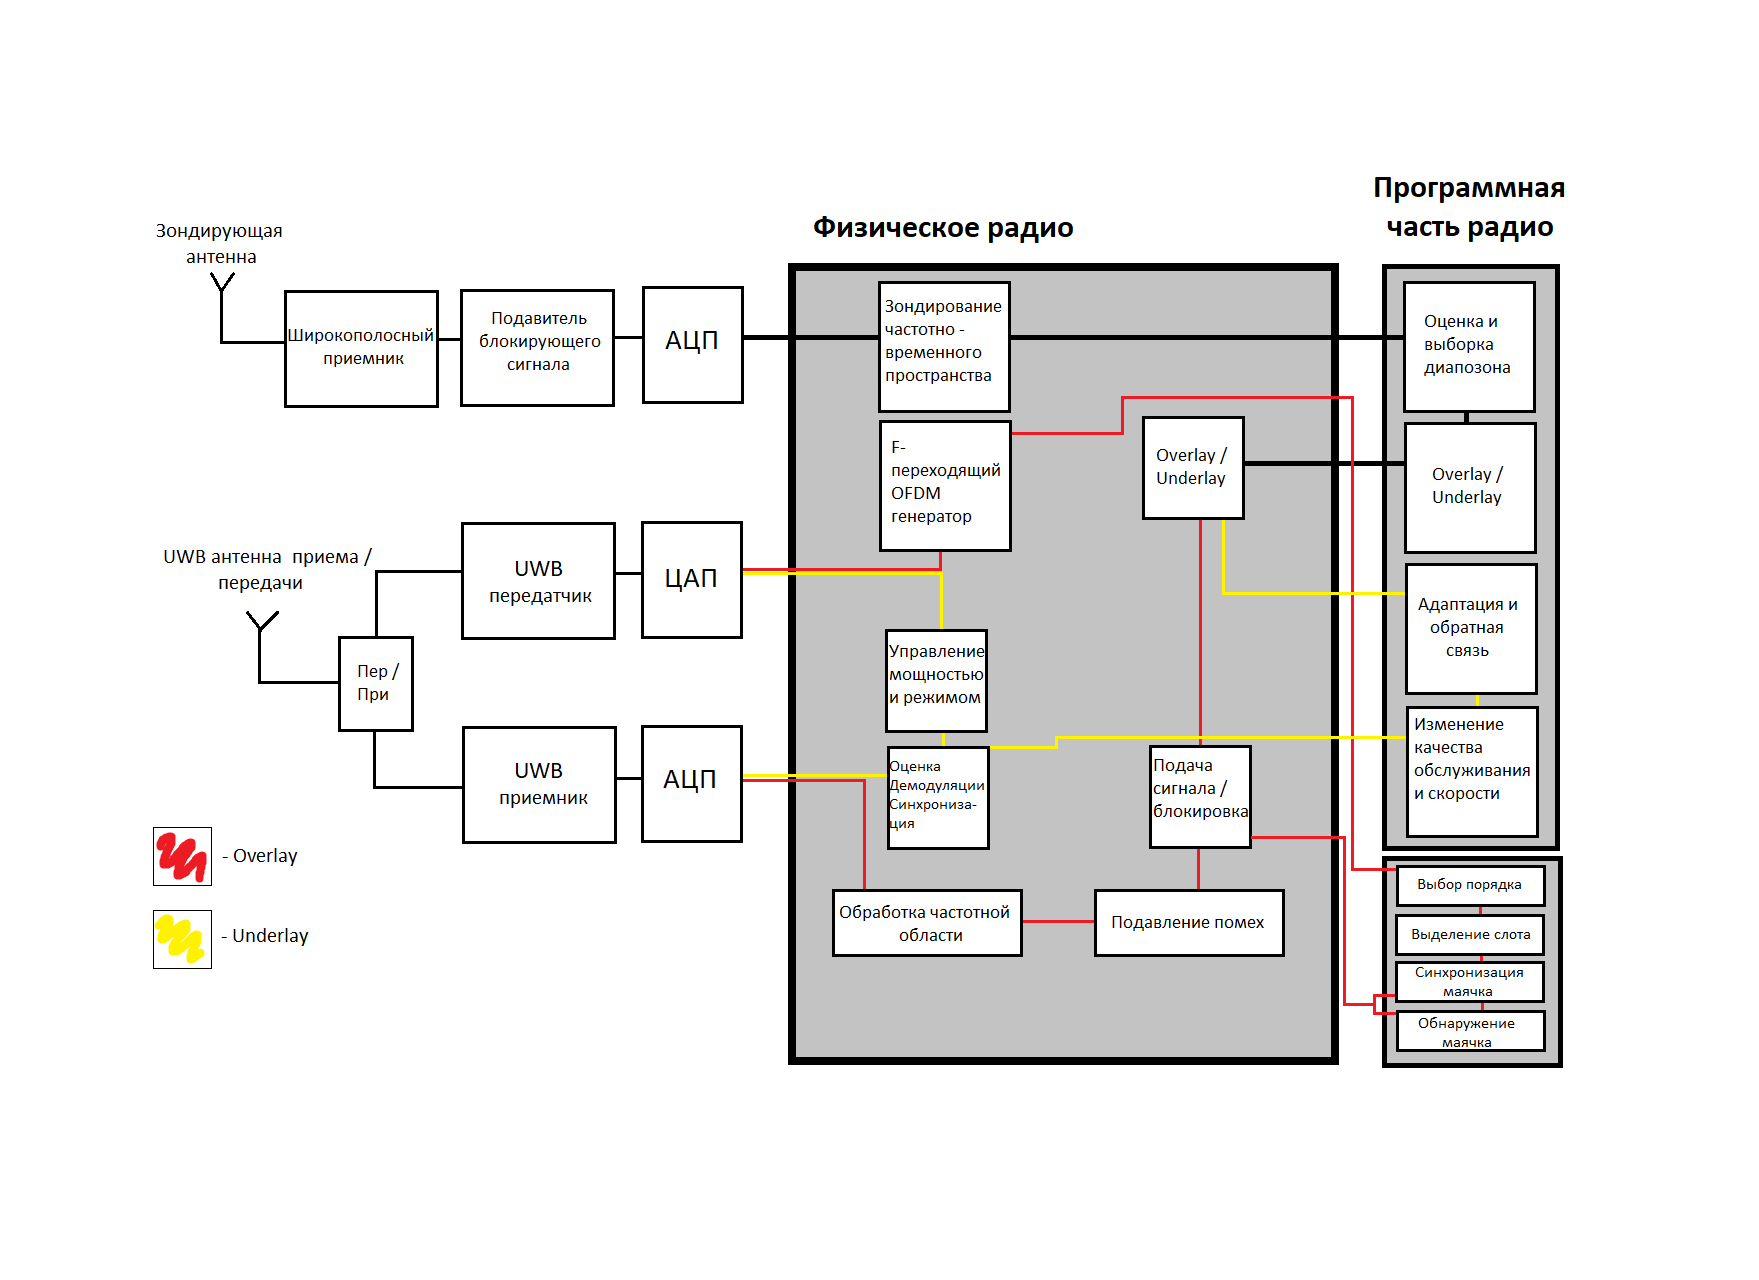 Программная
часть радио
Физическое радио
Зондирующая
антенна
Широкополосный
приемник
Подавитель
блокирующего
сигнала
АЦП
Зондирование
частотно -
временного
пространства
Оценка и
выборка
диапозона
F-
переходящий
OFDM
генератор
Overlay /
Underlay
Overlay /
Underlay
UWB антенна  приема /
передачи
UWB
передатчик
ЦАП
Адаптация и
обратная
связь
Пер /
При
Управление
мощностью
и режимом
UWB
приемник
АЦП
Оценка
Демодуляции
Синхрониза-
ция
Подача
сигнала /
блокировка
Изменение
качества
обслуживания
и скорости
- Overlay
- Underlay
Обработка частотной
области
Подавление помех
Выбор порядка
Выделение слота
Синхронизация
маячка
Обнаружение
маячка